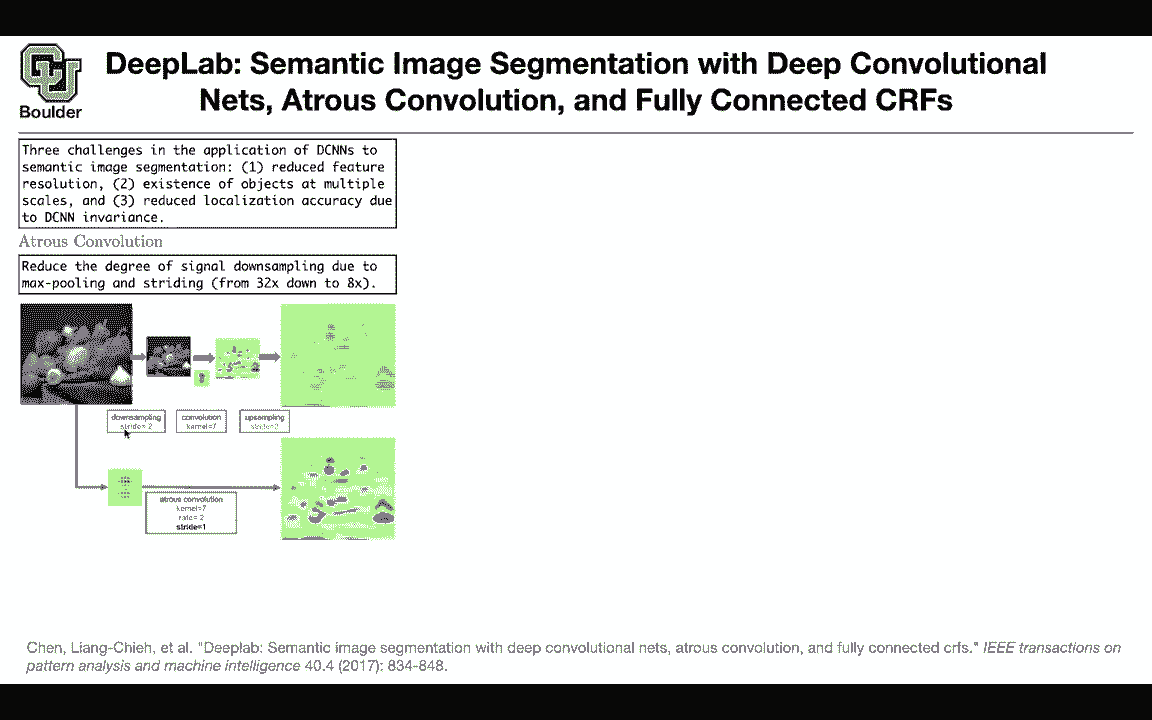 DeepLab: Semantic Image Segmentation with Deep Convolutional
Nets, Atrous Convolution, and Fully Connected CRFs
CU
Boulder
Three challenges in the application of DCNNs to
semantic image segmentation: (1) reduced feature
resolution, (2) existence of objects at multiple
scales, and (3) reduced localization accuracy due
to DCNN invariance.
Atrous Convolution
Reduce the degree of signal downsampling due to
max-pooling and striding (from 32x down to 8x).
downsampling
stride=2
convolution
kernel=7
upsampling
stride=2
atrous convolution
kernel=7
rate=2
stride=1
Chen, Liang-Chieh, et al. "Deeplab: Semantic image segmentation with deep convolutional nets, atrous convolution, and fully connected crfs." IEEE transactions on
pattern analysis and machine intelligence 40.4 (2017): 834-848.